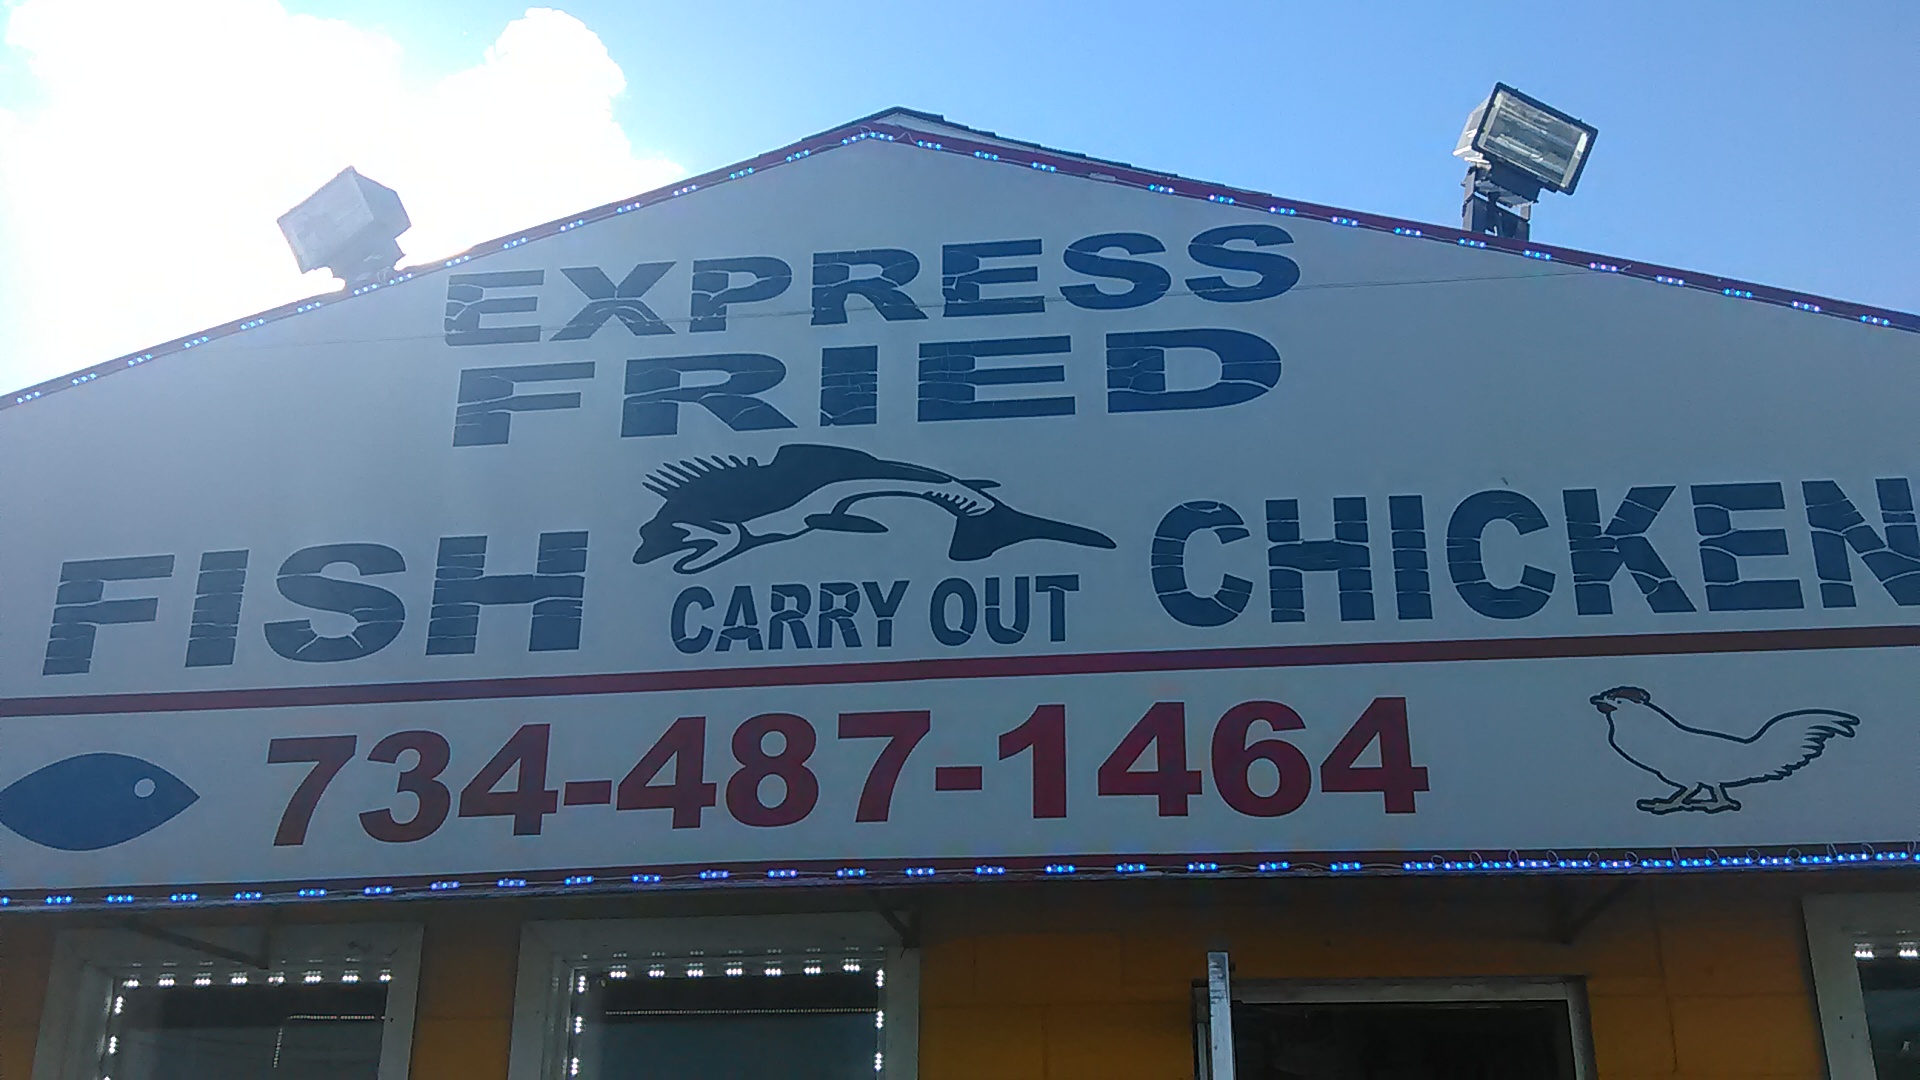 EXPRESS
FRIED
FISH CHICKEN
CARRY OUT
734-487-1464